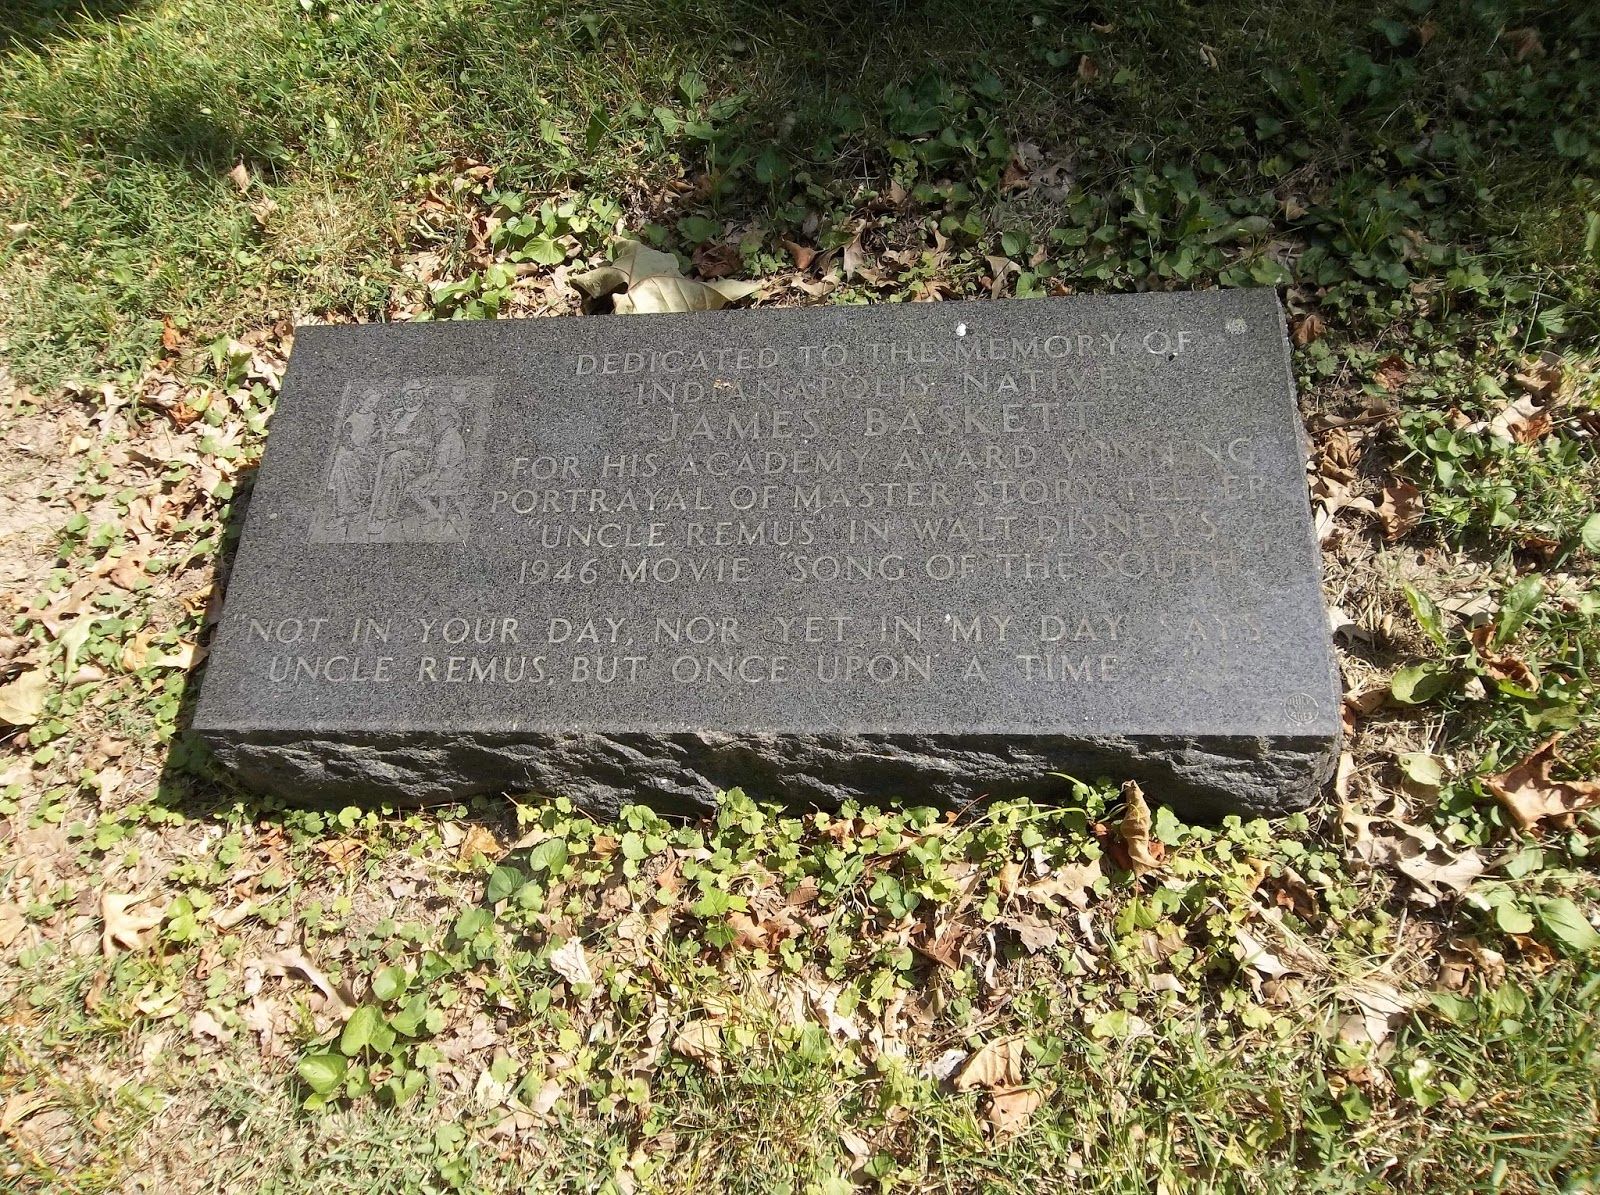 DEDICATED TO THE MEMORY OF
INDIANAPOLIS NATIVE
JAMES BASKETT
FOR HIS ACADEMY AWARD WINNING
PORTRAYAL OF MASTER STORY TELLER
"UNCLE REMUS" IN WALT DISNEY'S
1946 MOVIE "SONG OF THE SOUTH
"NOT IN YOUR DAY, NOR YET IN MY DAY SAYS
UNCLE REMUS, BUT ONCE UPON A TIME